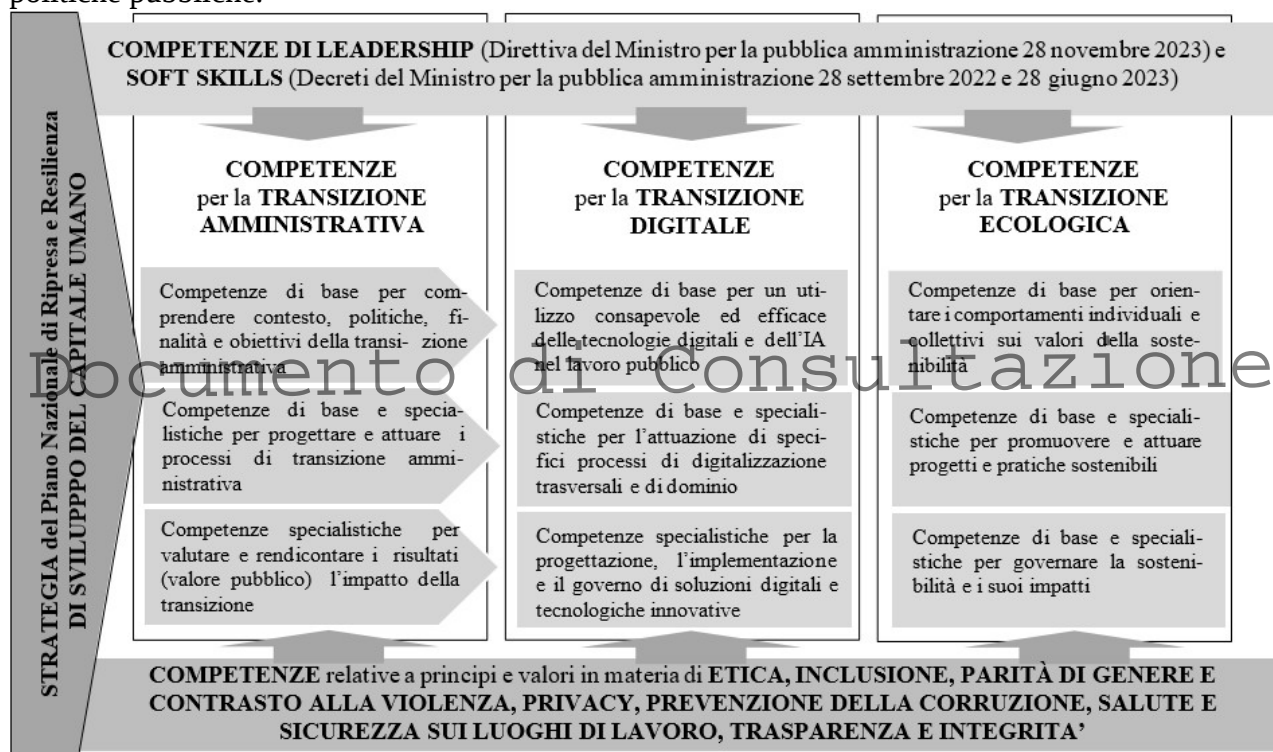 politiche pubbliche.
COMPETENZE DI LEADERSHIP (Direttiva del Ministro per la pubblica amministrazione 28 novembre 2023) e
SOFT SKILLS (Decreti del Ministro per la pubblica amministrazione 28 settembre 2022 e 28 giugno 2023)
STRATEGIA del Piano Nazionale di Ripresa e Resilienza
DI SVILUPPPO DEL CAPITALE UMANO
COMPETENZE
per la TRANSIZIONE
AMMINISTRATIVA
Competenze di base per com-
prendere contesto, politiche, fi-
nalità e obiettivi della transi- zione
amministrativa
Competenze di base e specia-
listiche per progettare e attuare i
processi di transizione ammi-
nistrativa
Competenze specialistiche per
valutare e rendicontare i risultati
(valore pubblico) l'impatto della
transizione
COMPETENZE
per la TRANSIZIONE
DIGITALE
Competenze di base per un uti-
lizzo consapevole ed efficace
delle tecnologie digitali e dell'IA
nel lavoro pubblico
Competenze di base e speciali-
stiche per l'attuazione di speci-
fici processi di digitalizzazione
trasversali e di dominio
Competenze specialistiche per la
progettazione, l'implementazione
e il governo di soluzioni digitali e
tecnologiche innovative
COMPETENZE
per la TRANSIZIONE
ECOLOGICA
Competenze di base per orien-
tare i comportamenti individuali e
collettivi sui valori della soste-
nibilità
Competenze di base e speciali-
stiche per promuovere e attuare
progetti e pratiche sostenibili
Competenze di base e speciali-
stiche per governare la sosteni-
bilità e i suoi impatti
Documento di Consultazione
COMPETENZE relative a principi e valori in materia di ETICA, INCLUSIONE, PARITÀ DI GENERE E
CONTRASTO ALLA VIOLENZA, PRIVACY, PREVENZIONE DELLA CORRUZIONE, SALUTE E
SICUREZZA SUI LUOGHI DI LAVORO, TRASPARENZA E INTEGRITA'